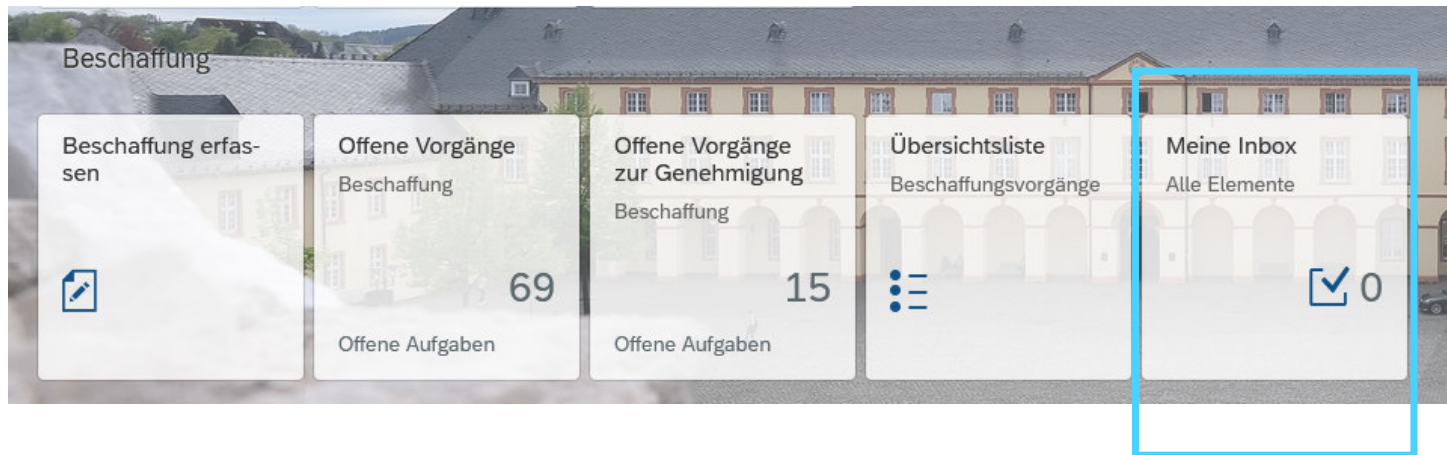 Beschaffung
Beschaffung erfas-
sen
Offene Vorgänge
Beschaffung
69
Offene Aufgaben
Offene Vorgänge
zur Genehmigung
Beschaffung
15
Offene Aufgaben
Übersichtsliste
Beschaffungsvorgänge
Meine Inbox
Alle Elemente
0